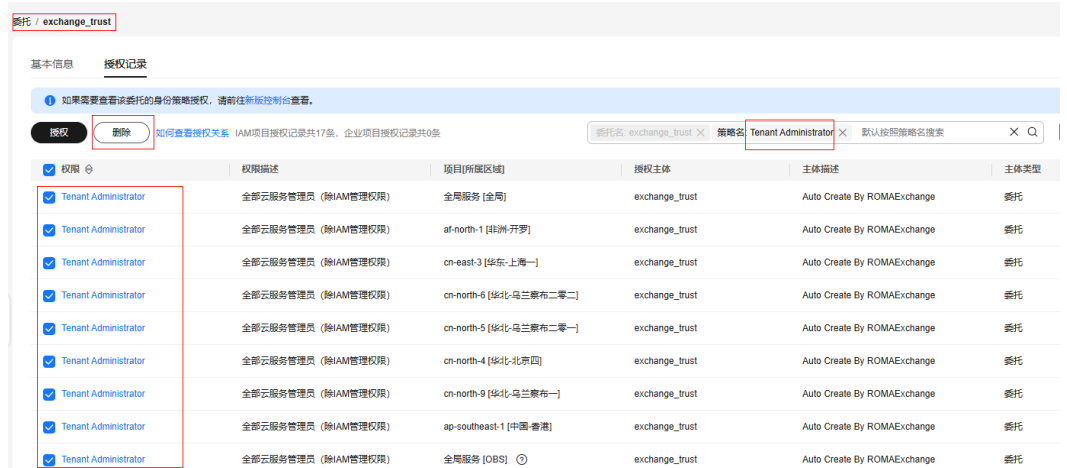 委托 / exchange_trust
基本信息 授权记录
如果需要查看该委托的身份策略授权，请前往新版控制台查看。
授权 删除 如何查看授权关系 IAM项目授权记录共17条，企业项目授权记录共0条 委托名: exchange_trust 策略名: Tenant Administrator 默认按照策略名搜索
权限 权限描述 项目[所属区域] 授权主体 主体描述 主体类型
Tenant Administrator 全部云服务管理员（除IAM管理权限） 全局服务 [全局] exchange_trust Auto Create By ROMAExchange 委托
Tenant Administrator 全部云服务管理员（除IAM管理权限） af-north-1 [非洲-开罗] exchange_trust Auto Create By ROMAExchange 委托
Tenant Administrator 全部云服务管理员（除IAM管理权限） cn-east-3 [华东-上海一] exchange_trust Auto Create By ROMAExchange 委托
Tenant Administrator 全部云服务管理员（除IAM管理权限） cn-north-6 [华北-乌兰察布二零二] exchange_trust Auto Create By ROMAExchange 委托
Tenant Administrator 全部云服务管理员（除IAM管理权限） cn-north-5 [华北-乌兰察布二零一] exchange_trust Auto Create By ROMAExchange 委托
Tenant Administrator 全部云服务管理员（除IAM管理权限） cn-north-4 [华北-北京四] exchange_trust Auto Create By ROMAExchange 委托
Tenant Administrator 全部云服务管理员（除IAM管理权限） cn-north-9 [华北-乌兰察布一] exchange_trust Auto Create By ROMAExchange 委托
Tenant Administrator 全部云服务管理员（除IAM管理权限） ap-southeast-1 [中国-香港] exchange_trust Auto Create By ROMAExchange 委托
Tenant Administrator 全部云服务管理员（除IAM管理权限） 全局服务 [OBS] exchange_trust Auto Create By ROMAExchange 委托